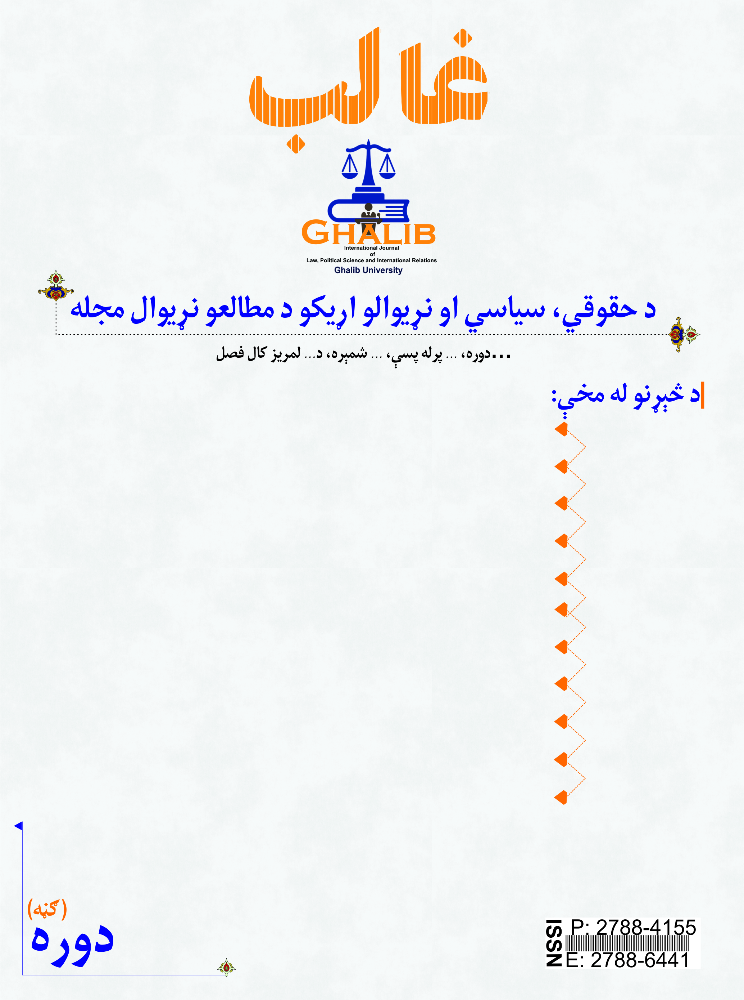 غالب
GHALIB
International Journal
of
Law, Political Science and International Relations
Ghalib University
د حقوقي، سیاسي او نړیوالو اړیکو د مطالعو نړیوال مجله
...دوره، ... پرله پسې، ... شمېره، د... لمریز کال فصل
د څېړنو له مخې:
(ګڼه)
دوره
ISSN
P: 2788-4155
E: 2788-6441